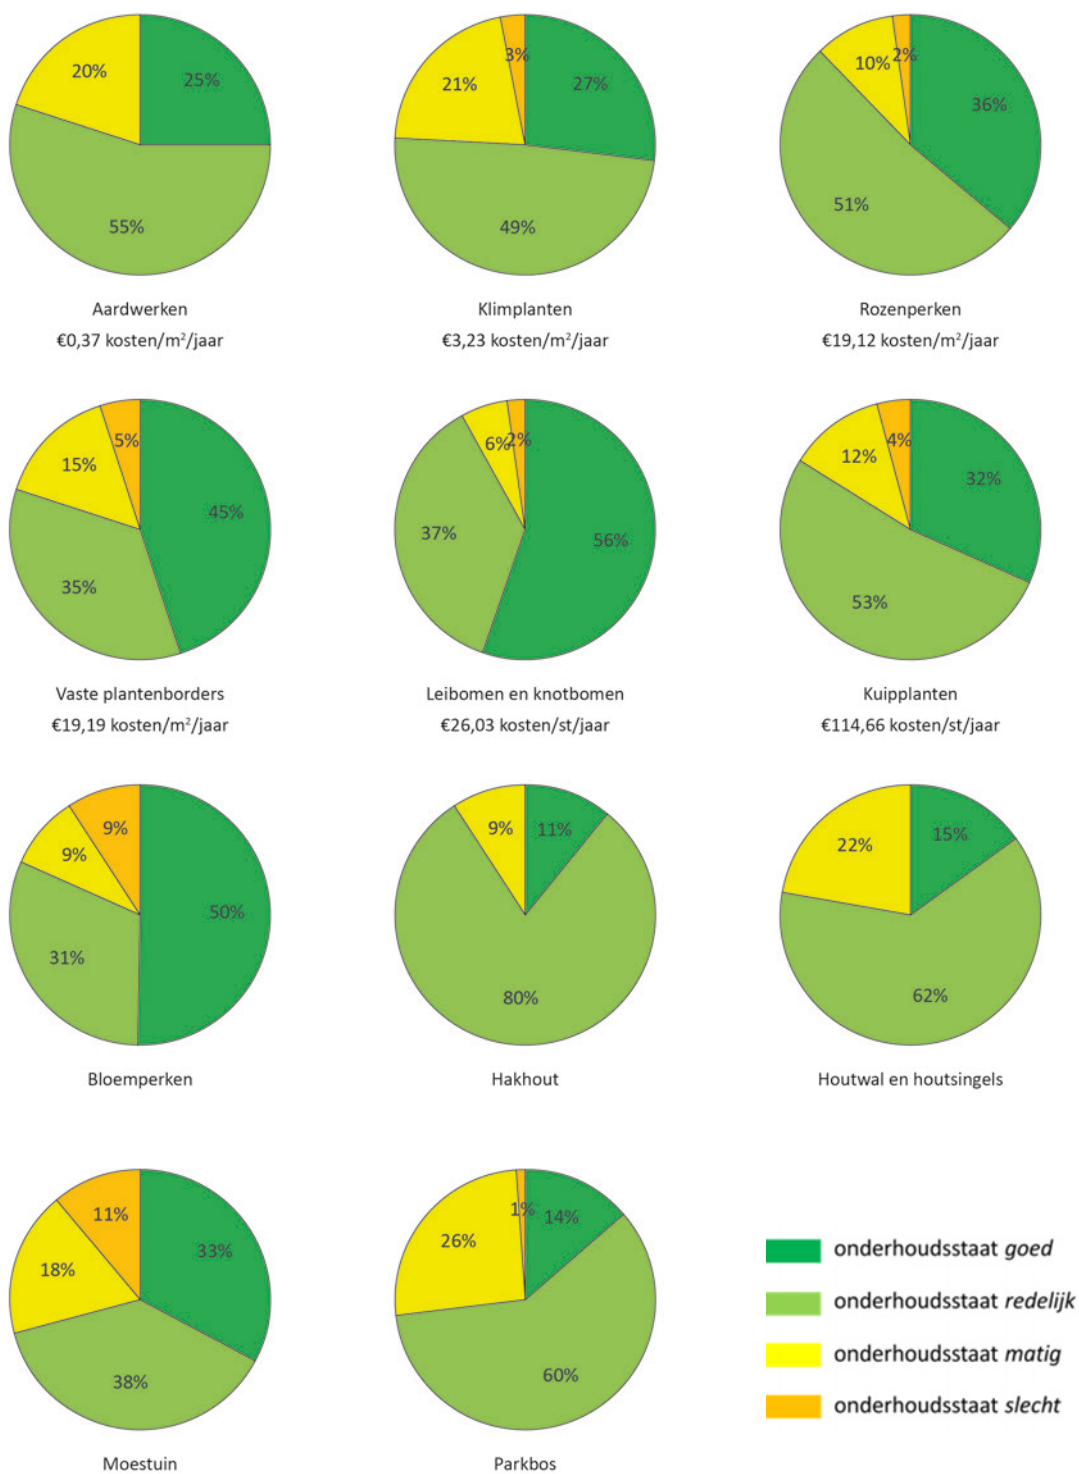 20%
25%
55%
Aardwerken
€0,37 kosten/m²/jaar
3%
21%
27%
49%
Klimplanten
€3,23 kosten/m²/jaar
10%
2%
36%
51%
Rozenperken
€19,12 kosten/m²/jaar
5%
15%
45%
35%
Vaste plantenborders
€19,19 kosten/m²/jaar
6%
2%
37%
56%
Leibomen en knotbomen
€26,03 kosten/st/jaar
4%
12%
32%
53%
Kuipplanten
€114,66 kosten/st/jaar
9%
9%
50%
31%
Bloemperken
9%
11%
80%
Hakhout
22%
15%
62%
Houtwal en houtsingels
11%
18%
33%
38%
Moestuin
1%
14%
26%
60%
Parkbos
onderhoudsstaat goed
onderhoudsstaat redelijk
onderhoudsstaat matig
onderhoudsstaat slecht